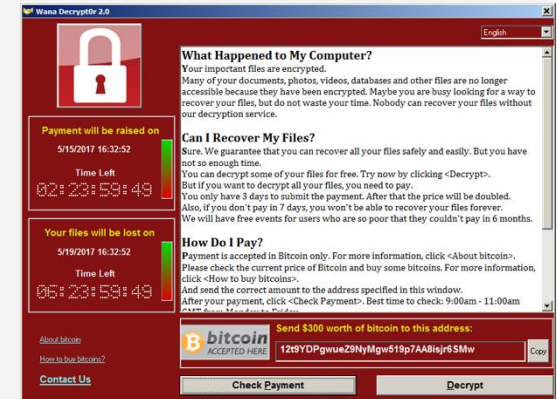 Wana Decrypt0r 2.0
English
What Happened to My Computer?
Your important files are encrypted.
Many of your documents, photos, videos, databases and other files are no longer
accessible because they have been encrypted. Maybe you are busy looking for a way to
recover your files, but do not waste your time. Nobody can recover your files without
our decryption service.
Can I Recover My Files?
Sure. We guarantee that you can recover all your files safely and easily. But you have
not so enough time.
You can decrypt some of your files for free. Try now by clicking <Decrypt>.
But if you want to decrypt all your files, you need to pay.
You only have 3 days to submit the payment. After that the price will be doubled.
Also, if you don't pay in 7 days, you won't be able to recover your files forever.
We will have free events for users who are so poor that they couldn't pay in 6 months.
How Do I Pay?
Payment is accepted in Bitcoin only. For more information, click <About bitcoin>.
Please check the current price of Bitcoin and buy some bitcoins. For more information,
click <How to buy bitcoins>.
And send the correct amount to the address specified in this window.
After your payment, click <Check Payment>. Best time to check: 9:00am - 11:00am
GMT from Monday to Friday.
Payment will be raised on
5/15/2017 16:32:52
Time Left
02:23:59:49
Your files will be lost on
5/19/2017 16:32:52
Time Left
06:23:59:49
About bitcoin
How to buy bitcoins?
Contact Us
bitcoin
ACCEPTED HERE
Send $300 worth of bitcoin to this address:
12t9YDPgwueZ9NyMgw519p7AA8isjr6SMw
Copy
Check Payment
Decrypt